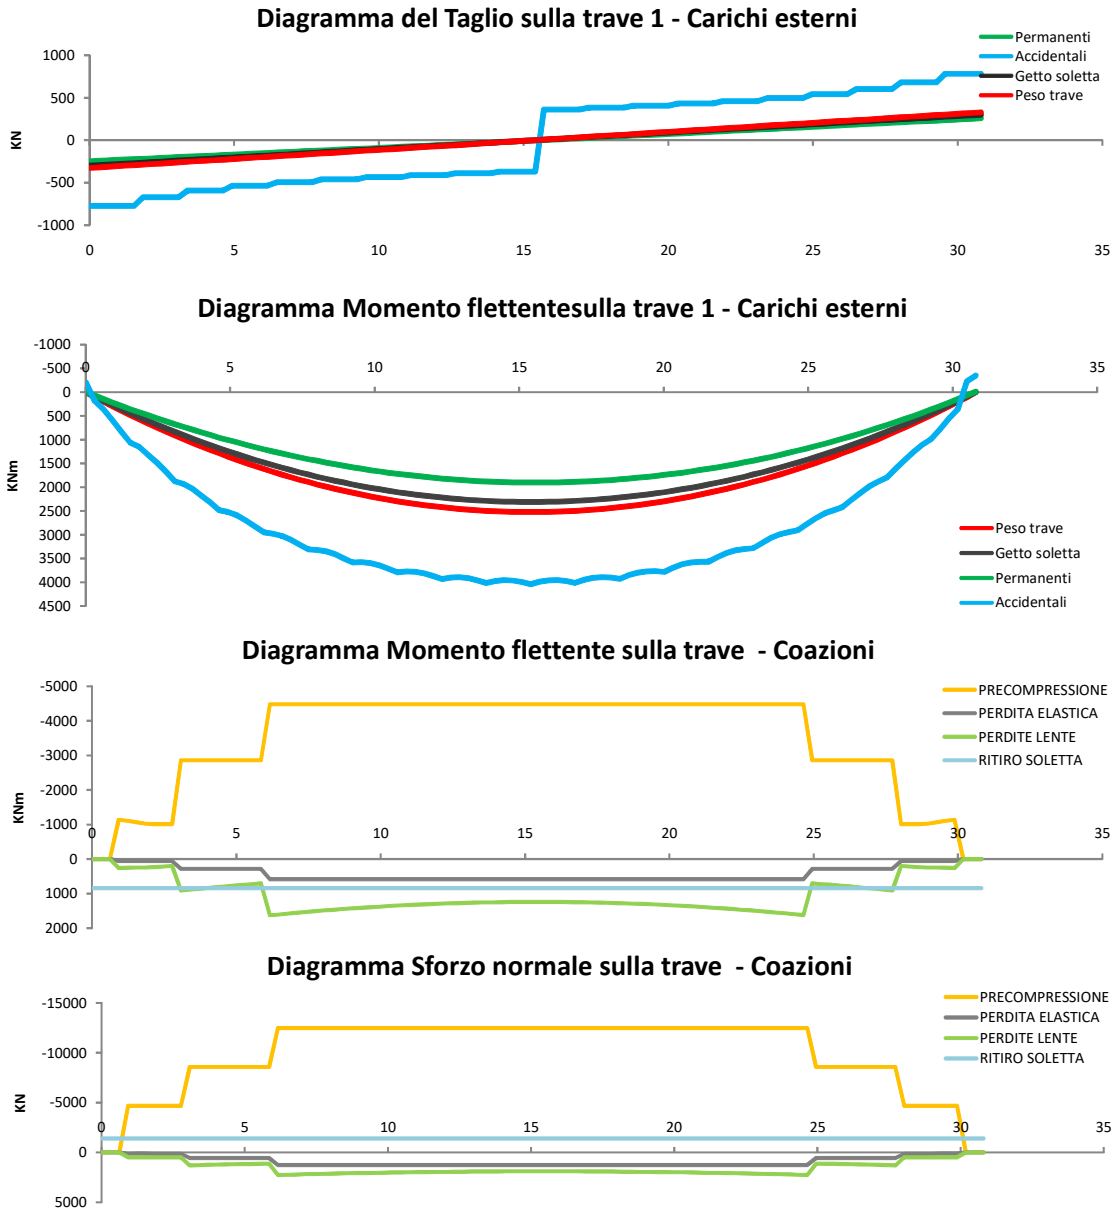 Diagramma del Taglio sulla trave 1 - Carichi esterni
Permanenti
Accidentali
Getto soletta
Peso trave
KN
1000
500
0
-500
-1000
0 5 10 15 20 25 30 35
Diagramma Momento flettentesulla trave 1 - Carichi esterni
KNm
-1000
-500
0
500
1000
1500
2000
2500
3000
3500
4000
4500
0 5 10 15 20 25 30 35
Peso trave
Getto soletta
Permanenti
Accidentali
Diagramma Momento flettente sulla trave - Coazioni
KNm
-5000
-4000
-3000
-2000
-1000
0
1000
2000
0 5 10 15 20 25 30 35
PRECOMPRESSIONE
PERDITA ELASTICA
PERDITE LENTE
RITIRO SOLETTA
Diagramma Sforzo normale sulla trave - Coazioni
KN
-15000
-10000
-5000
0
5000
0 5 10 15 20 25 30 35
PRECOMPRESSIONE
PERDITA ELASTICA
PERDITE LENTE
RITIRO SOLETTA